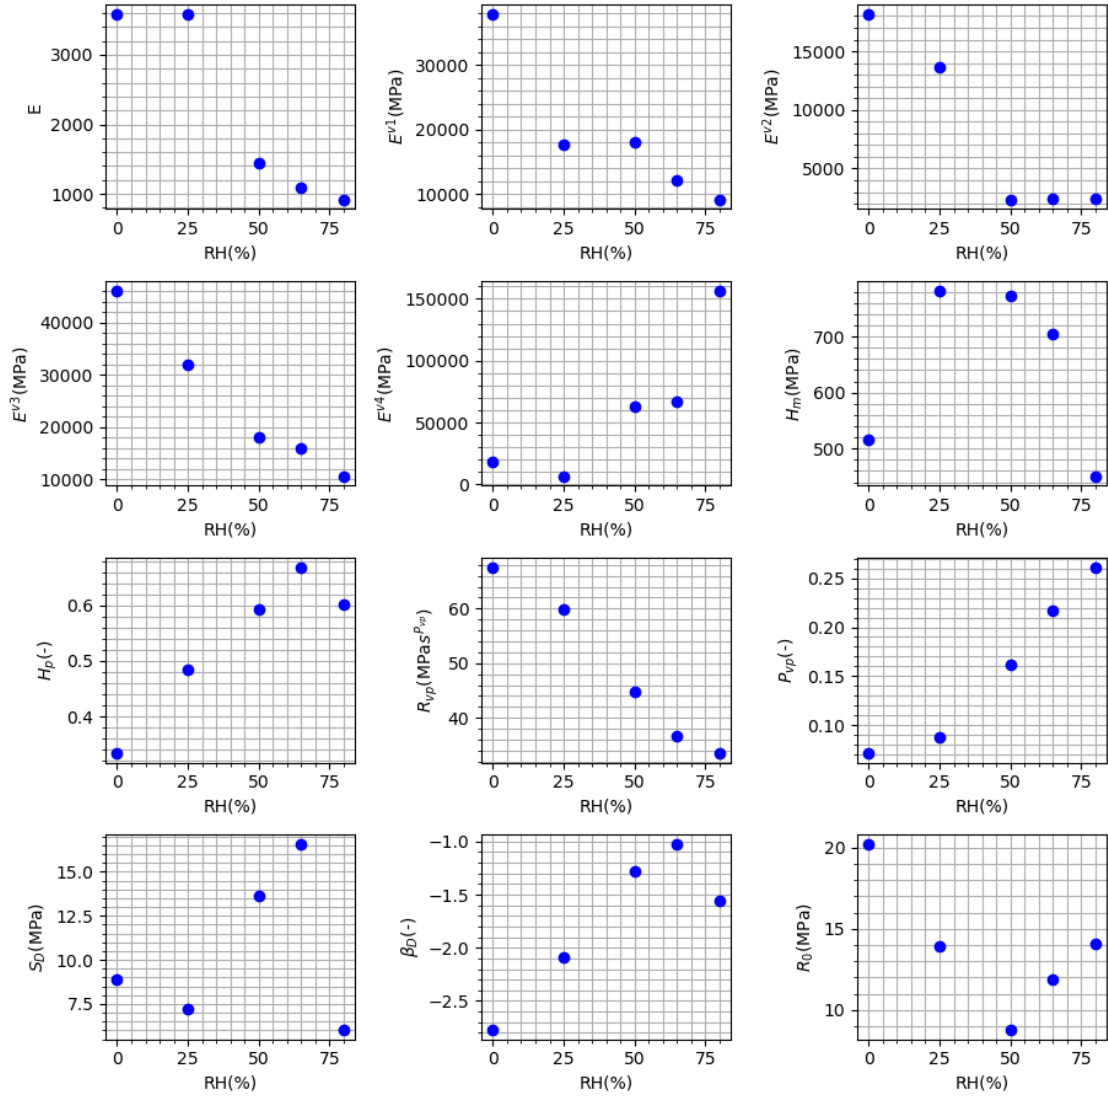 3000
2000
1000
E
0 25 50 75
RH(%)
30000
20000
10000
E^{v1}(MPa)
0 25 50 75
RH(%)
15000
10000
5000
E^{v2}(MPa)
0 25 50 75
RH(%)
40000
30000
20000
10000
E^{v3}(MPa)
0 25 50 75
RH(%)
150000
100000
50000
0
E^{v4}(MPa)
0 25 50 75
RH(%)
700
600
500
H_m(MPa)
0 25 50 75
RH(%)
0.6
0.5
0.4
H_p(-)
0 25 50 75
RH(%)
60
50
40
R_{vp}(MPas^{P_{vp}})
0 25 50 75
RH(%)
0.25
0.20
0.15
0.10
P_{vp}(-)
0 25 50 75
RH(%)
15.0
12.5
10.0
7.5
S_D(MPa)
0 25 50 75
RH(%)
−1.0
−1.5
−2.0
−2.5
β_D(-)
0 25 50 75
RH(%)
20
15
10
R_0(MPa)
0 25 50 75
RH(%)